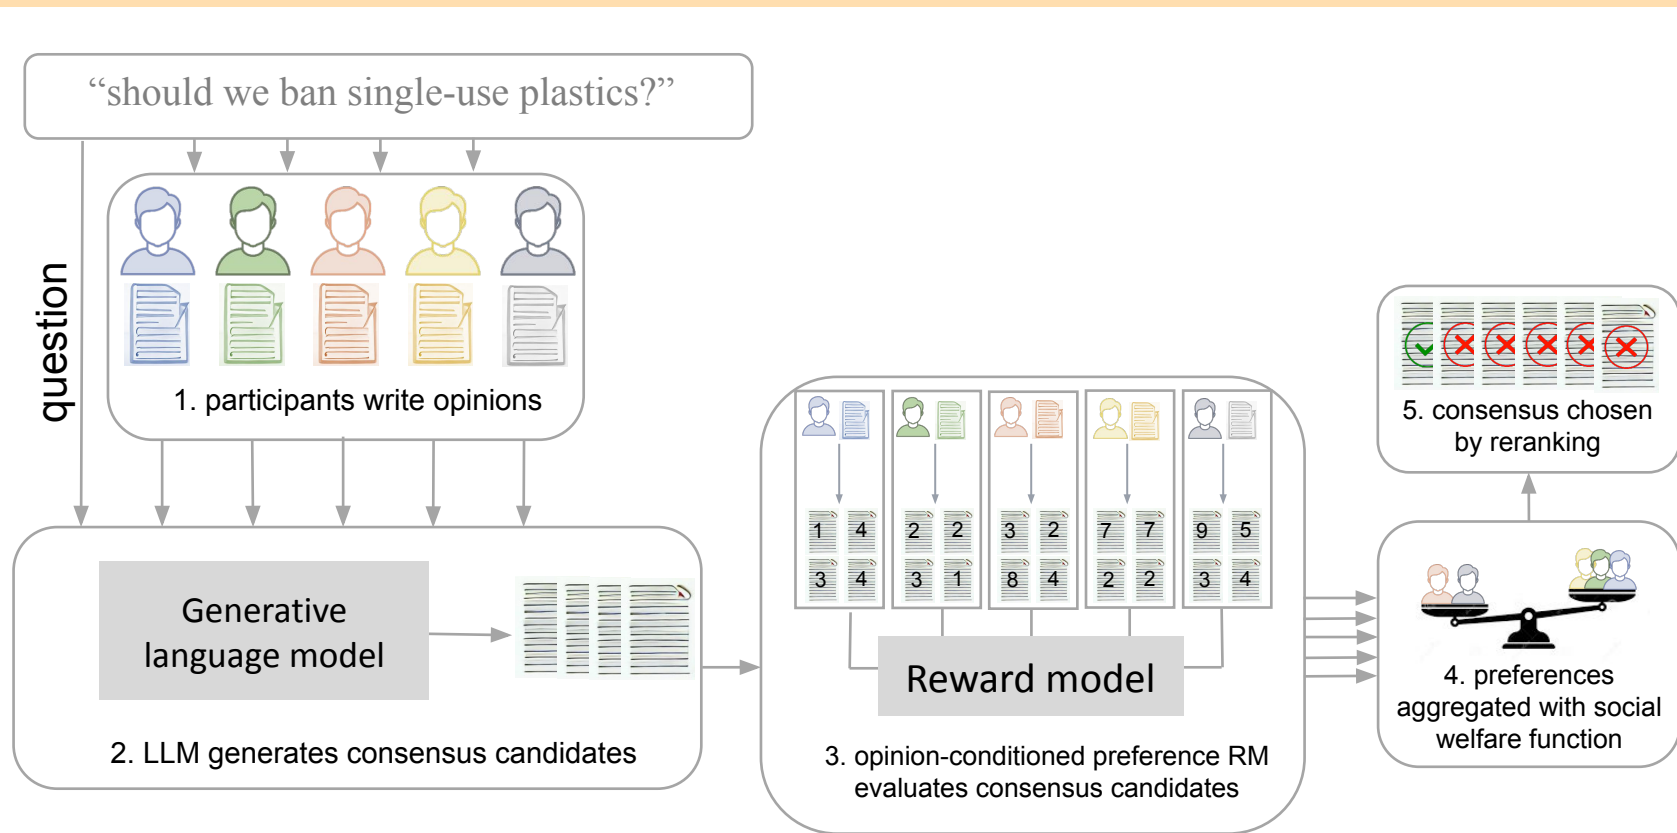 “should we ban single-use plastics?”
question
1. participants write opinions
Generative
language model
2. LLM generates consensus candidates
1 4 2 2 3 2 7 7 9 5
3 4 3 1 8 4 2 2 3 4
Reward model
3. opinion-conditioned preference RM
evaluates consensus candidates
4. preferences
aggregated with social
welfare function
5. consensus chosen
by reranking